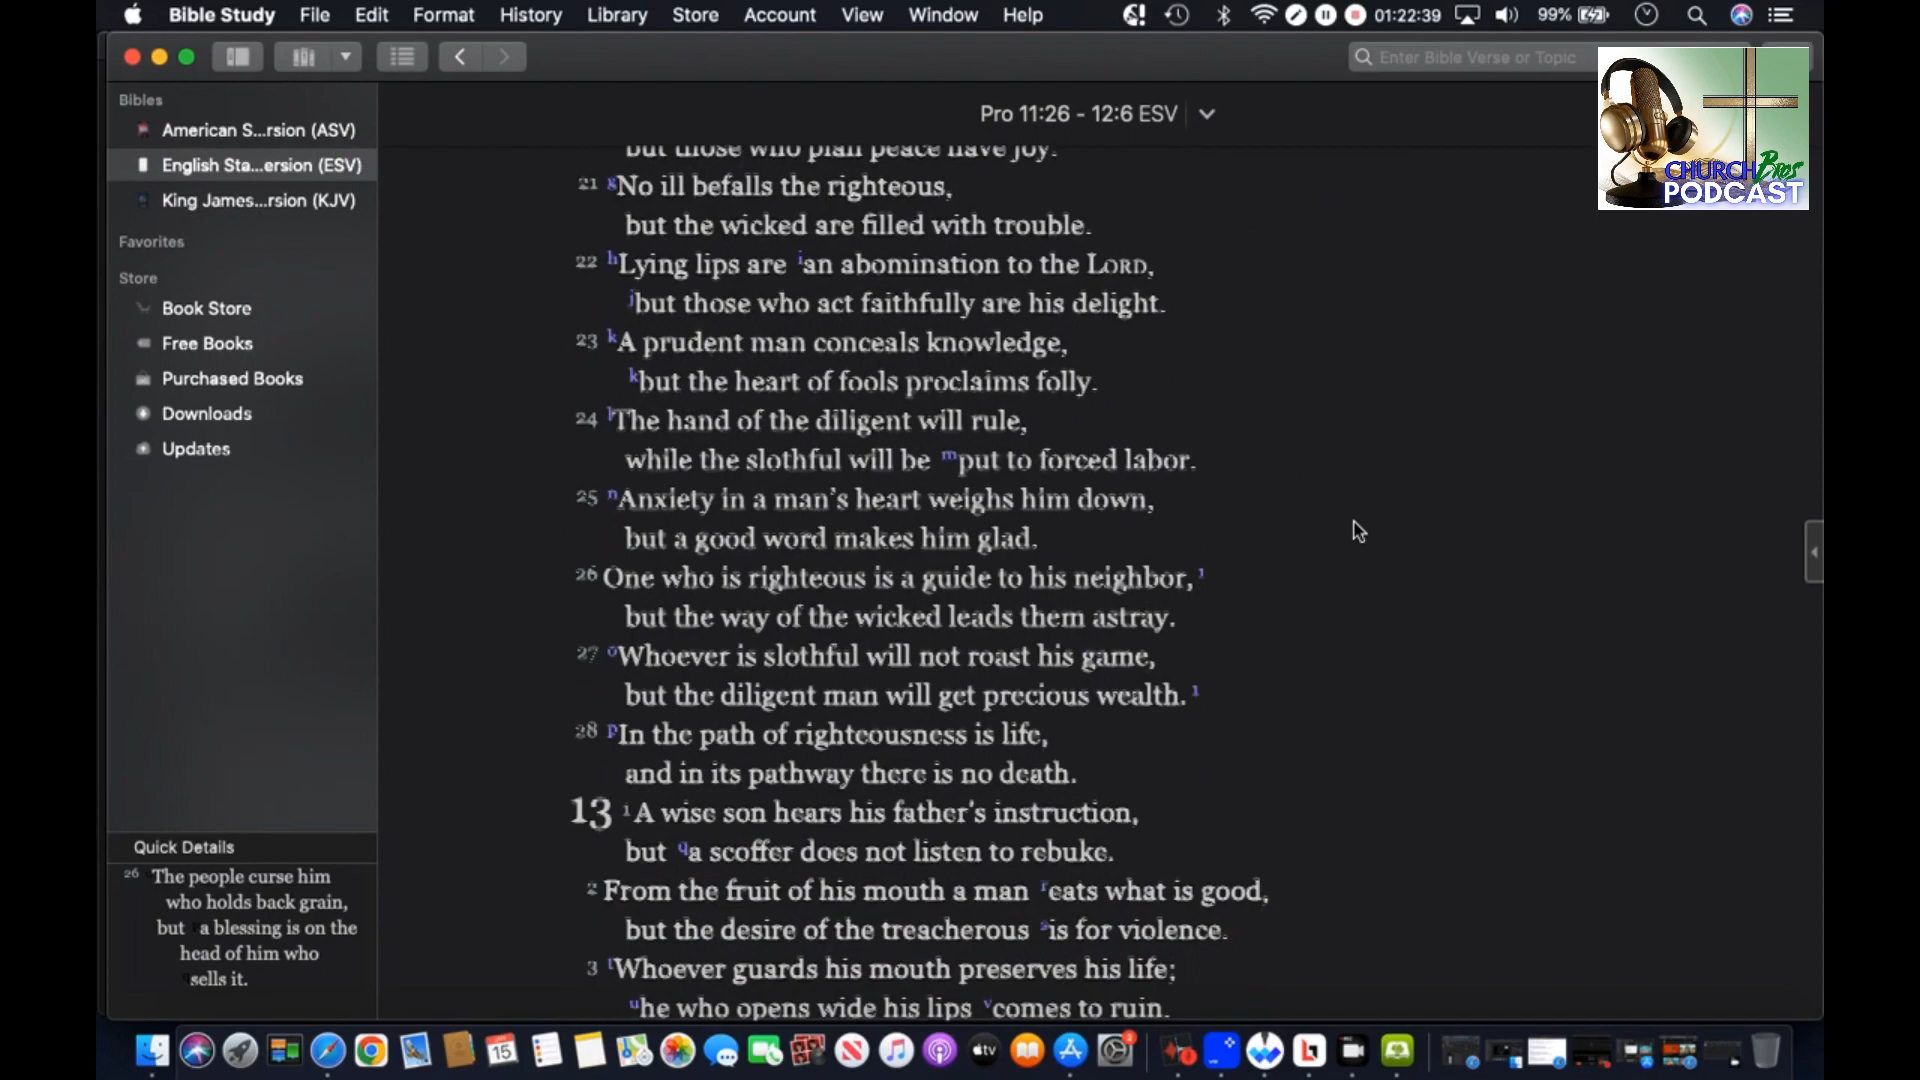 Bible Study File Edit Format History Library Store Account View Window Help 01:22:39 99%
Enter Bible Verse or Topic
CHURCH Bros
PODCAST
Bibles
American S...rsion (ASV)
English Sta...ersion (ESV)
King James...rsion (KJV)
Favorites
Store
Book Store
Free Books
Purchased Books
Downloads
Updates
Quick Details
26 The people curse him
who holds back grain,
but a blessing is on the
head of him who
sells it.
Pro 11:26 - 12:6 ESV
but those who plan peace have joy.
21 g No ill befalls the righteous,
but the wicked are filled with trouble.
22 h Lying lips are i an abomination to the LORD,
j but those who act faithfully are his delight.
23 k A prudent man conceals knowledge,
k but the heart of fools proclaims folly.
24 l The hand of the diligent will rule,
while the slothful will be m put to forced labor.
25 n Anxiety in a man's heart weighs him down,
but a good word makes him glad.
26 One who is righteous is a guide to his neighbor, 1
but the way of the wicked leads them astray.
27 o Whoever is slothful will not roast his game,
but the diligent man will get precious wealth. 1
28 p In the path of righteousness is life,
and in its pathway there is no death.
13 1 A wise son hears his father's instruction,
but q a scoffer does not listen to rebuke.
2 From the fruit of his mouth a man r eats what is good,
but the desire of the treacherous s is for violence.
3 t Whoever guards his mouth preserves his life;
u he who opens wide his lips v comes to ruin.
15
tv